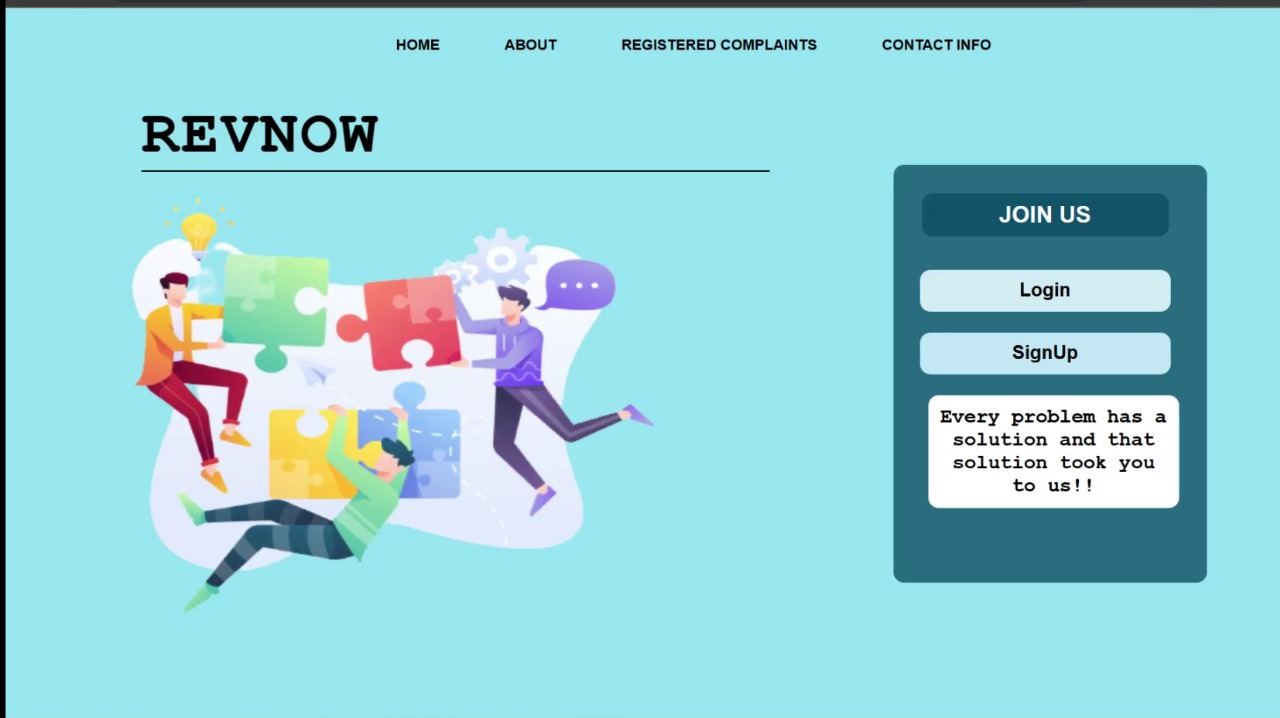 HOME ABOUT REGISTERED COMPLAINTS CONTACT INFO
REVNOW
JOIN US
Login
SignUp
Every problem has a
solution and that
solution took you
to us!!